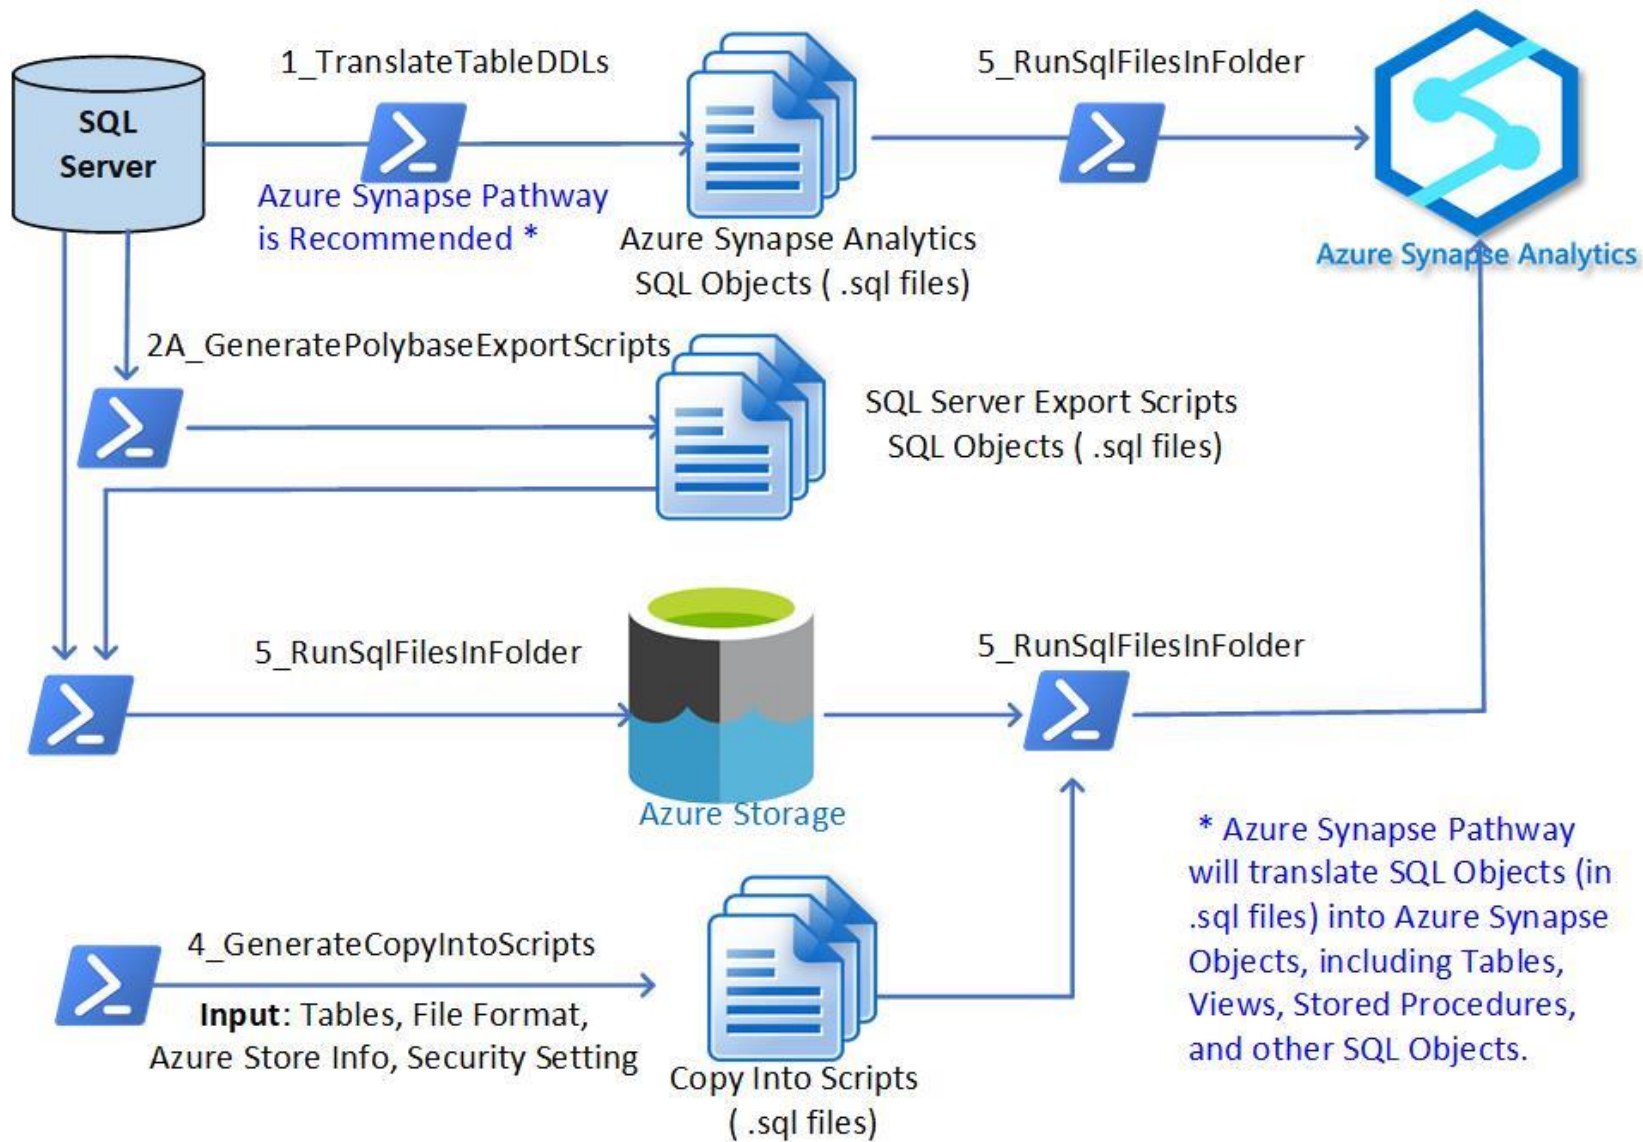 1_TranslateTableDDLs
5_RunSqlFilesInFolder
SQL
Server
Azure Synapse Pathway
is Recommended *
Azure Synapse Analytics
SQL Objects ( .sql files)
Azure Synapse Analytics
2A_GeneratePolybaseExportScripts
SQL Server Export Scripts
SQL Objects ( .sql files)
5_RunSqlFilesInFolder
5_RunSqlFilesInFolder
Azure Storage
* Azure Synapse Pathway
will translate SQL Objects (in
.sql files) into Azure Synapse
Objects, including Tables,
Views, Stored Procedures,
and other SQL Objects.
4_GenerateCopyIntoScripts
Input: Tables, File Format,
Azure Store Info, Security Setting
Copy Into Scripts
( .sql files)